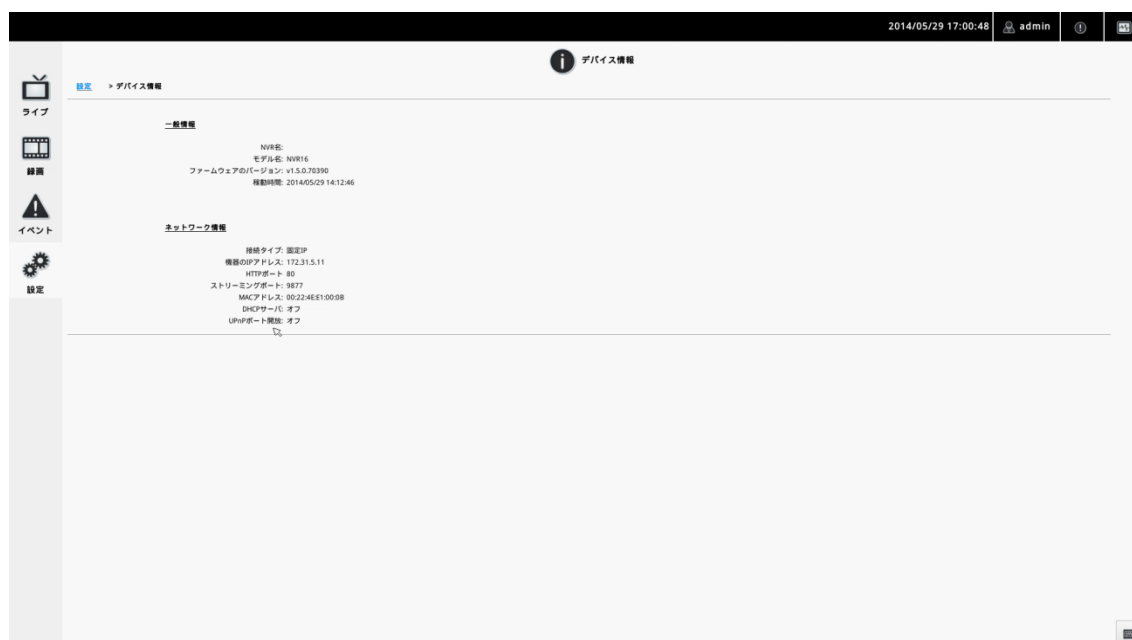 2014/05/29 17:00:48 admin
デバイス情報
設定 > デバイス情報
ライブ
録画
イベント
設定
一般情報
NVR名:
モデル名: NVR16
ファームウェアのバージョン: v1.5.0.70390
稼動時間: 2014/05/29 14:12:46
ネットワーク情報
接続タイプ: 固定IP
機器のIPアドレス: 172.31.5.11
HTTPポート 80
ストリーミングポート: 9877
MACアドレス: 00:22:4E:E1:00:0B
DHCPサーバ: オフ
UPnPポート開放: オフ